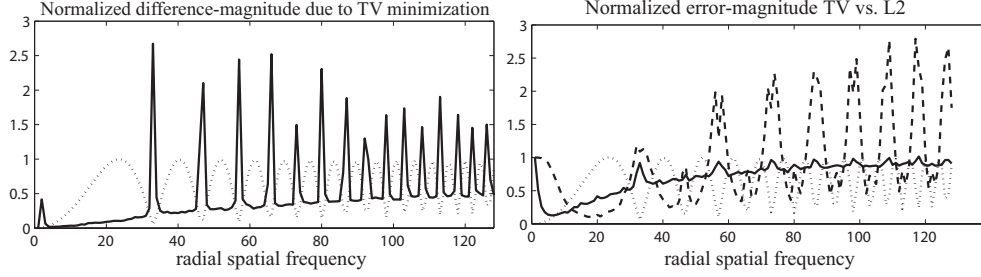 Normalized difference-magnitude due to TV minimization
3
2.5
2
1.5
1
0.5
0
0 20 40 60 80 100 120
radial spatial frequency
Normalized error-magnitude TV vs. L2
3
2.5
2
1.5
1
0.5
0
0 20 40 60 80 100 120
radial spatial frequency